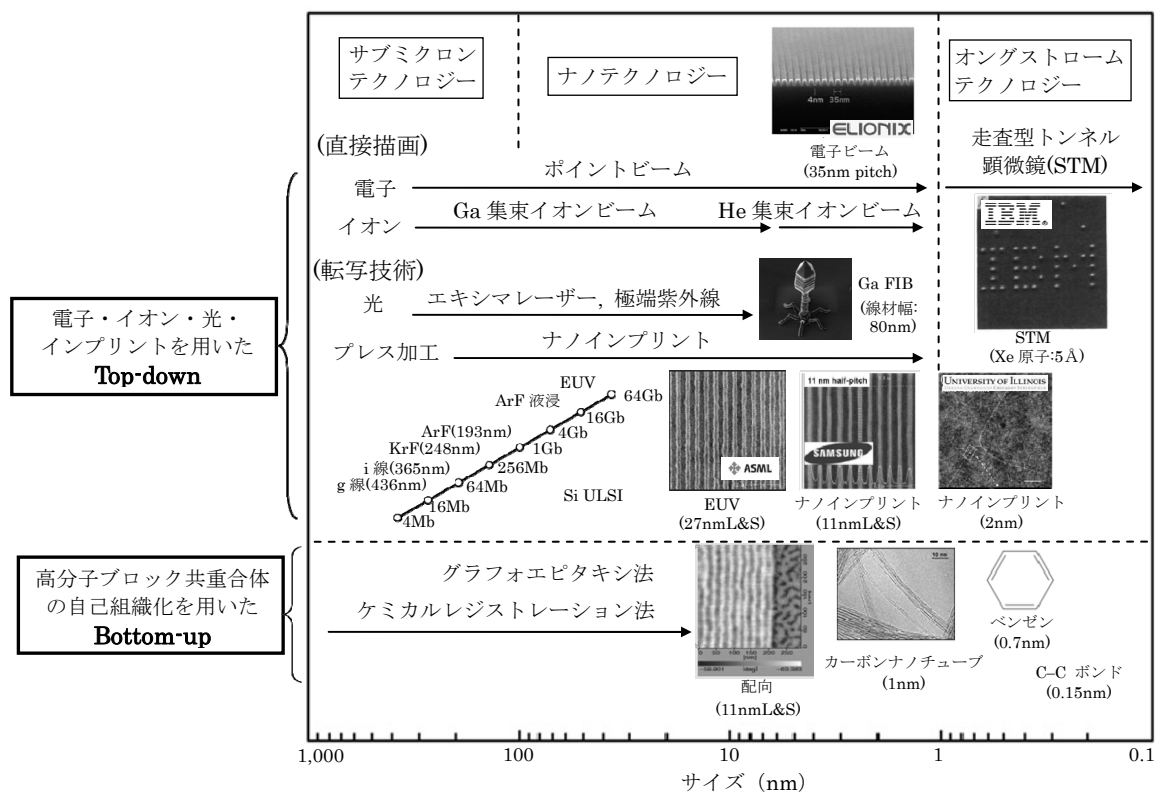 サブミクロン
テクノロジー
ナノテクノロジー
オングストローム
テクノロジー
4nm
35nm
ELIONIX
電子ビーム
(35nm pitch)
(直接描画)
電子
ポイントビーム
走査型トンネル
顕微鏡(STM)
イオン
Ga 集束イオンビーム
He 集束イオンビーム
IBM®
(転写技術)
光
エキシマレーザー, 極端紫外線
Ga FIB
(線材幅:
80nm)
STM
(Xe 原子:5Å)
プレス加工
ナノインプリント
電子・イオン・光・
インプリントを用いた
Top-down
EUV
ArF 液浸
ArF(193nm)
KrF(248nm)
i 線(365nm)
g 線(436nm)
64Gb
16Gb
4Gb
1Gb
256Mb
64Mb
16Mb
4Mb
Si ULSI
ASML
EUV
(27nmL&S)
11 nm half-pitch
SAMSUNG
ナノインプリント
(11nmL&S)
UNIVERSITY OF ILLINOIS
ナノインプリント
(2nm)
高分子ブロック共重合体
の自己組織化を用いた
Bottom-up
グラフォエピタキシ法
ケミカルレジストレーション法
0 50 100 150 200 250
[nm]
[deg]
配向
(11nmL&S)
10 nm
カーボンナノチューブ
(1nm)
ベンゼン
(0.7nm)
C–C ボンド
(0.15nm)
1,000
100
10
1
0.1
サイズ（nm）